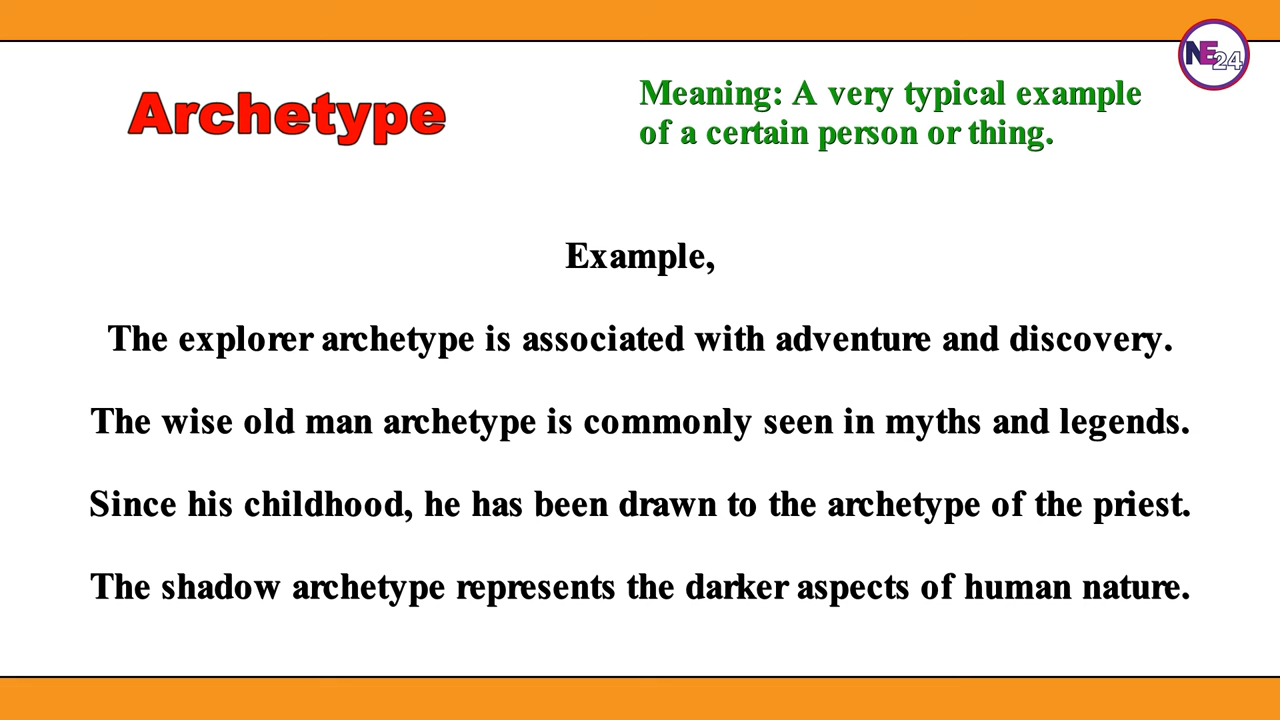 NE24
Archetype
Meaning: A very typical example
of a certain person or thing.
Example,
The explorer archetype is associated with adventure and discovery.
The wise old man archetype is commonly seen in myths and legends.
Since his childhood, he has been drawn to the archetype of the priest.
The shadow archetype represents the darker aspects of human nature.